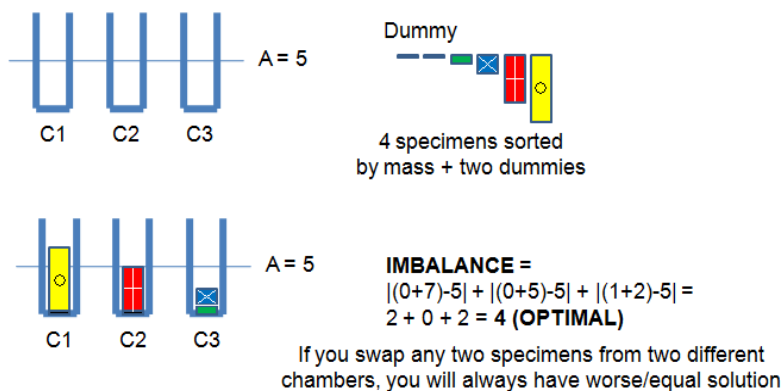 A = 5
C1 C2 C3
Dummy
4 specimens sorted
by mass + two dummies
A = 5
C1 C2 C3
IMBALANCE =
|(0+7)-5| + |(0+5)-5| + |(1+2)-5| =
2 + 0 + 2 = 4 (OPTIMAL)
If you swap any two specimens from two different
chambers, you will always have worse/equal solution